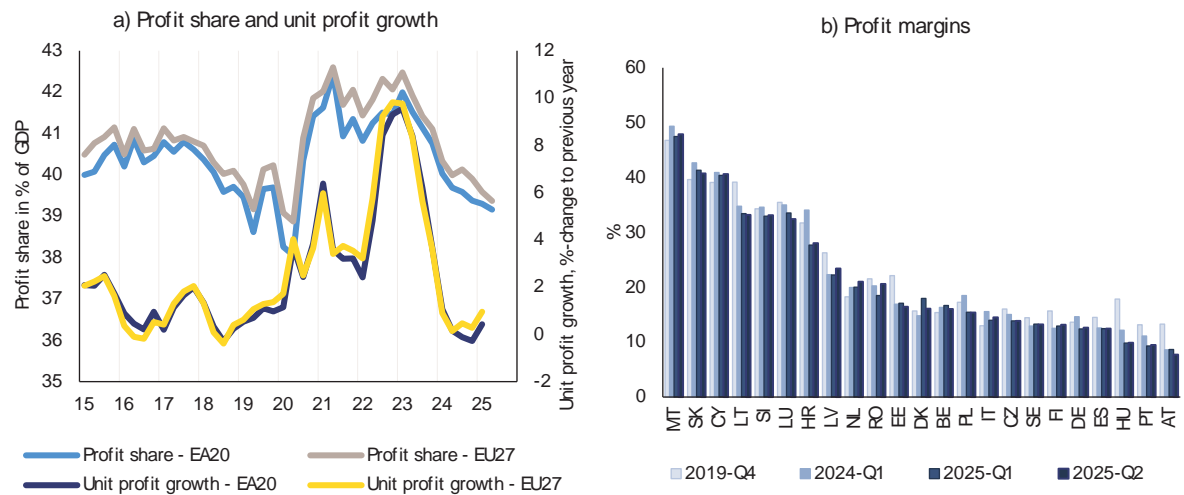 a) Profit share and unit profit growth
Profit share in % of GDP
43
42
41
40
39
38
37
36
35
12
10
8
6
4
2
0
-2
Unit profit growth, %-change to previous year
15 16 17 18 19 20 21 22 23 24 25
Profit share - EA20 Profit share - EU27
Unit profit growth - EA20 Unit profit growth - EU27
b) Profit margins
%
60
50
40
30
20
10
0
MT SK CY LT SI LU HR LV NL RO EE DK BE PL IT CZ SE FI DE ES HU PT AT
2019-Q4 2024-Q1 2025-Q1 2025-Q2